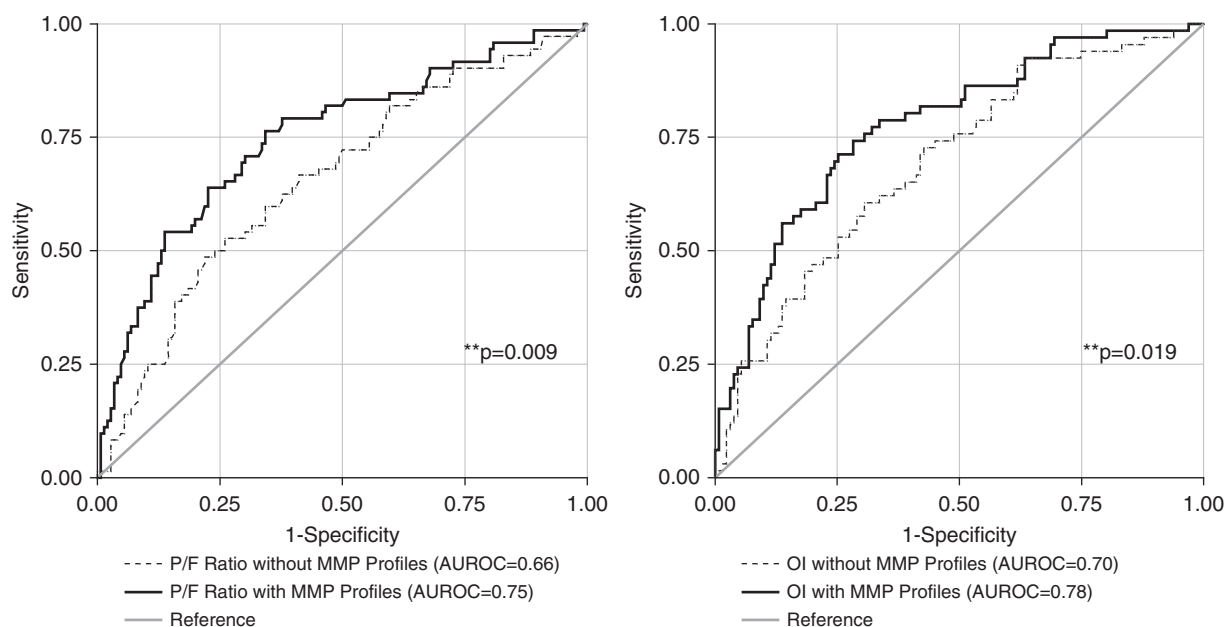 1.00
0.75
0.50
0.25
0.00
Sensitivity
**p=0.009
0.00 0.25 0.50 0.75 1.00
1-Specificity
P/F Ratio without MMP Profiles (AUROC=0.66)
P/F Ratio with MMP Profiles (AUROC=0.75)
Reference
1.00
0.75
0.50
0.25
0.00
Sensitivity
**p=0.019
0.00 0.25 0.50 0.75 1.00
1-Specificity
OI without MMP Profiles (AUROC=0.70)
OI with MMP Profiles (AUROC=0.78)
Reference